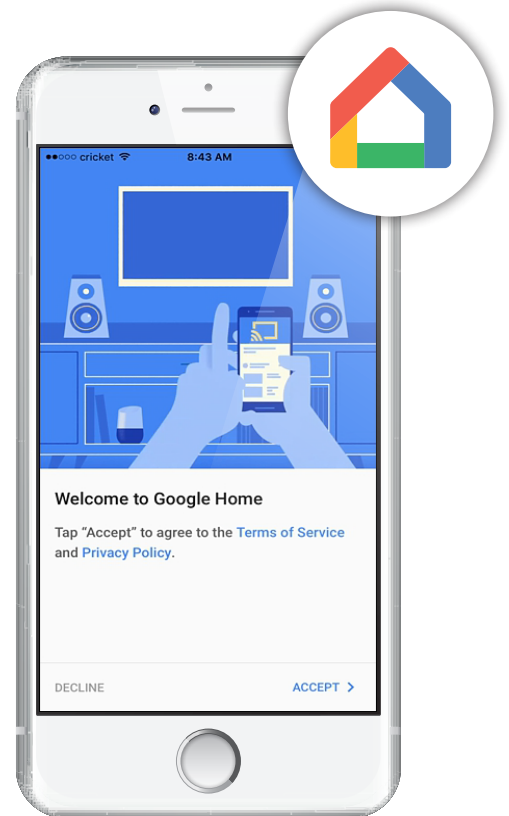 cricket 8:43 AM
Welcome to Google Home
Tap “Accept” to agree to the Terms of Service
and Privacy Policy.
DECLINE ACCEPT